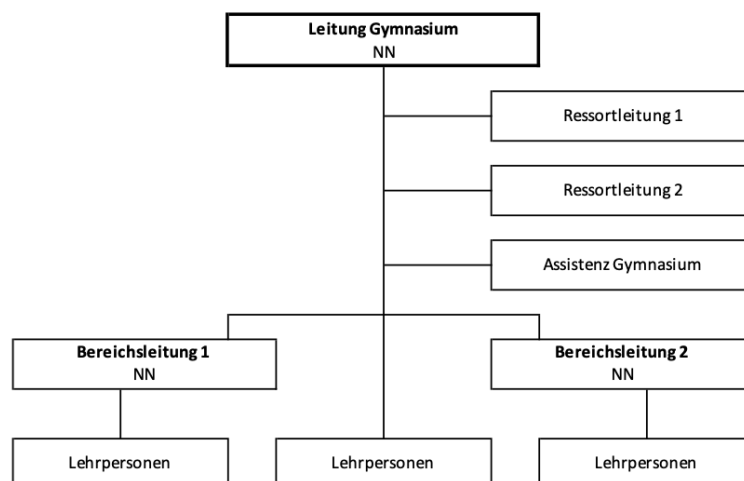 Leitung Gymnasium
NN
Ressortleitung 1
Ressortleitung 2
Assistenz Gymnasium
Bereichsleitung 1
NN
Bereichsleitung 2
NN
Lehrpersonen
Lehrpersonen
Lehrpersonen